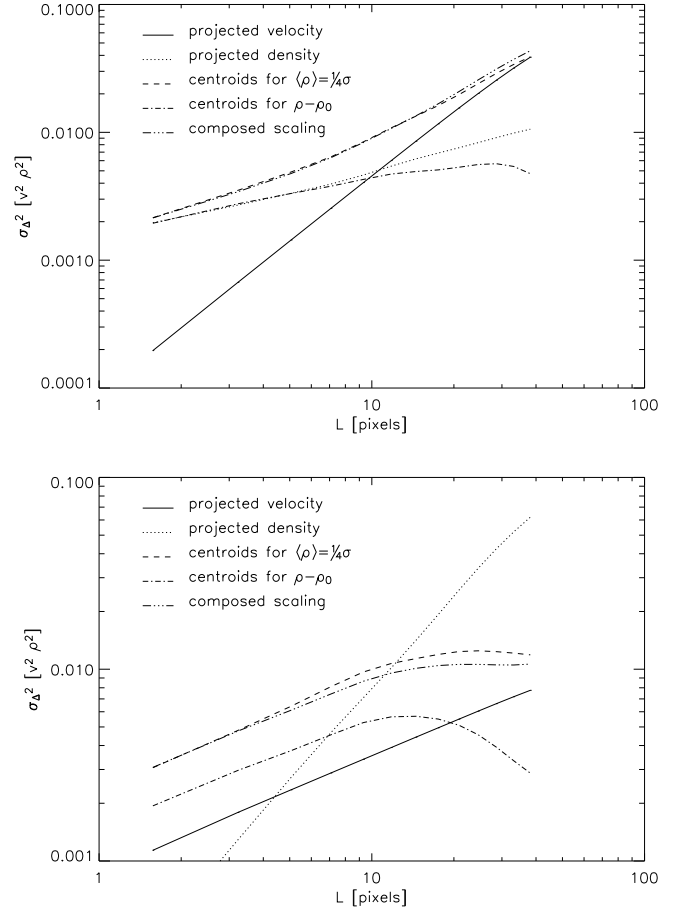 0.1000
projected velocity
projected density
centroids for ⟨ρ⟩=¼σ
centroids for ρ−ρ₀
composed scaling
0.0100
σ_Δ² [v² ρ²]
0.0010
0.0001
1 10 100
L [pixels]
0.100
projected velocity
projected density
centroids for ⟨ρ⟩=¼σ
centroids for ρ−ρ₀
composed scaling
0.010
σ_Δ² [v² ρ²]
0.001
1 10 100
L [pixels]